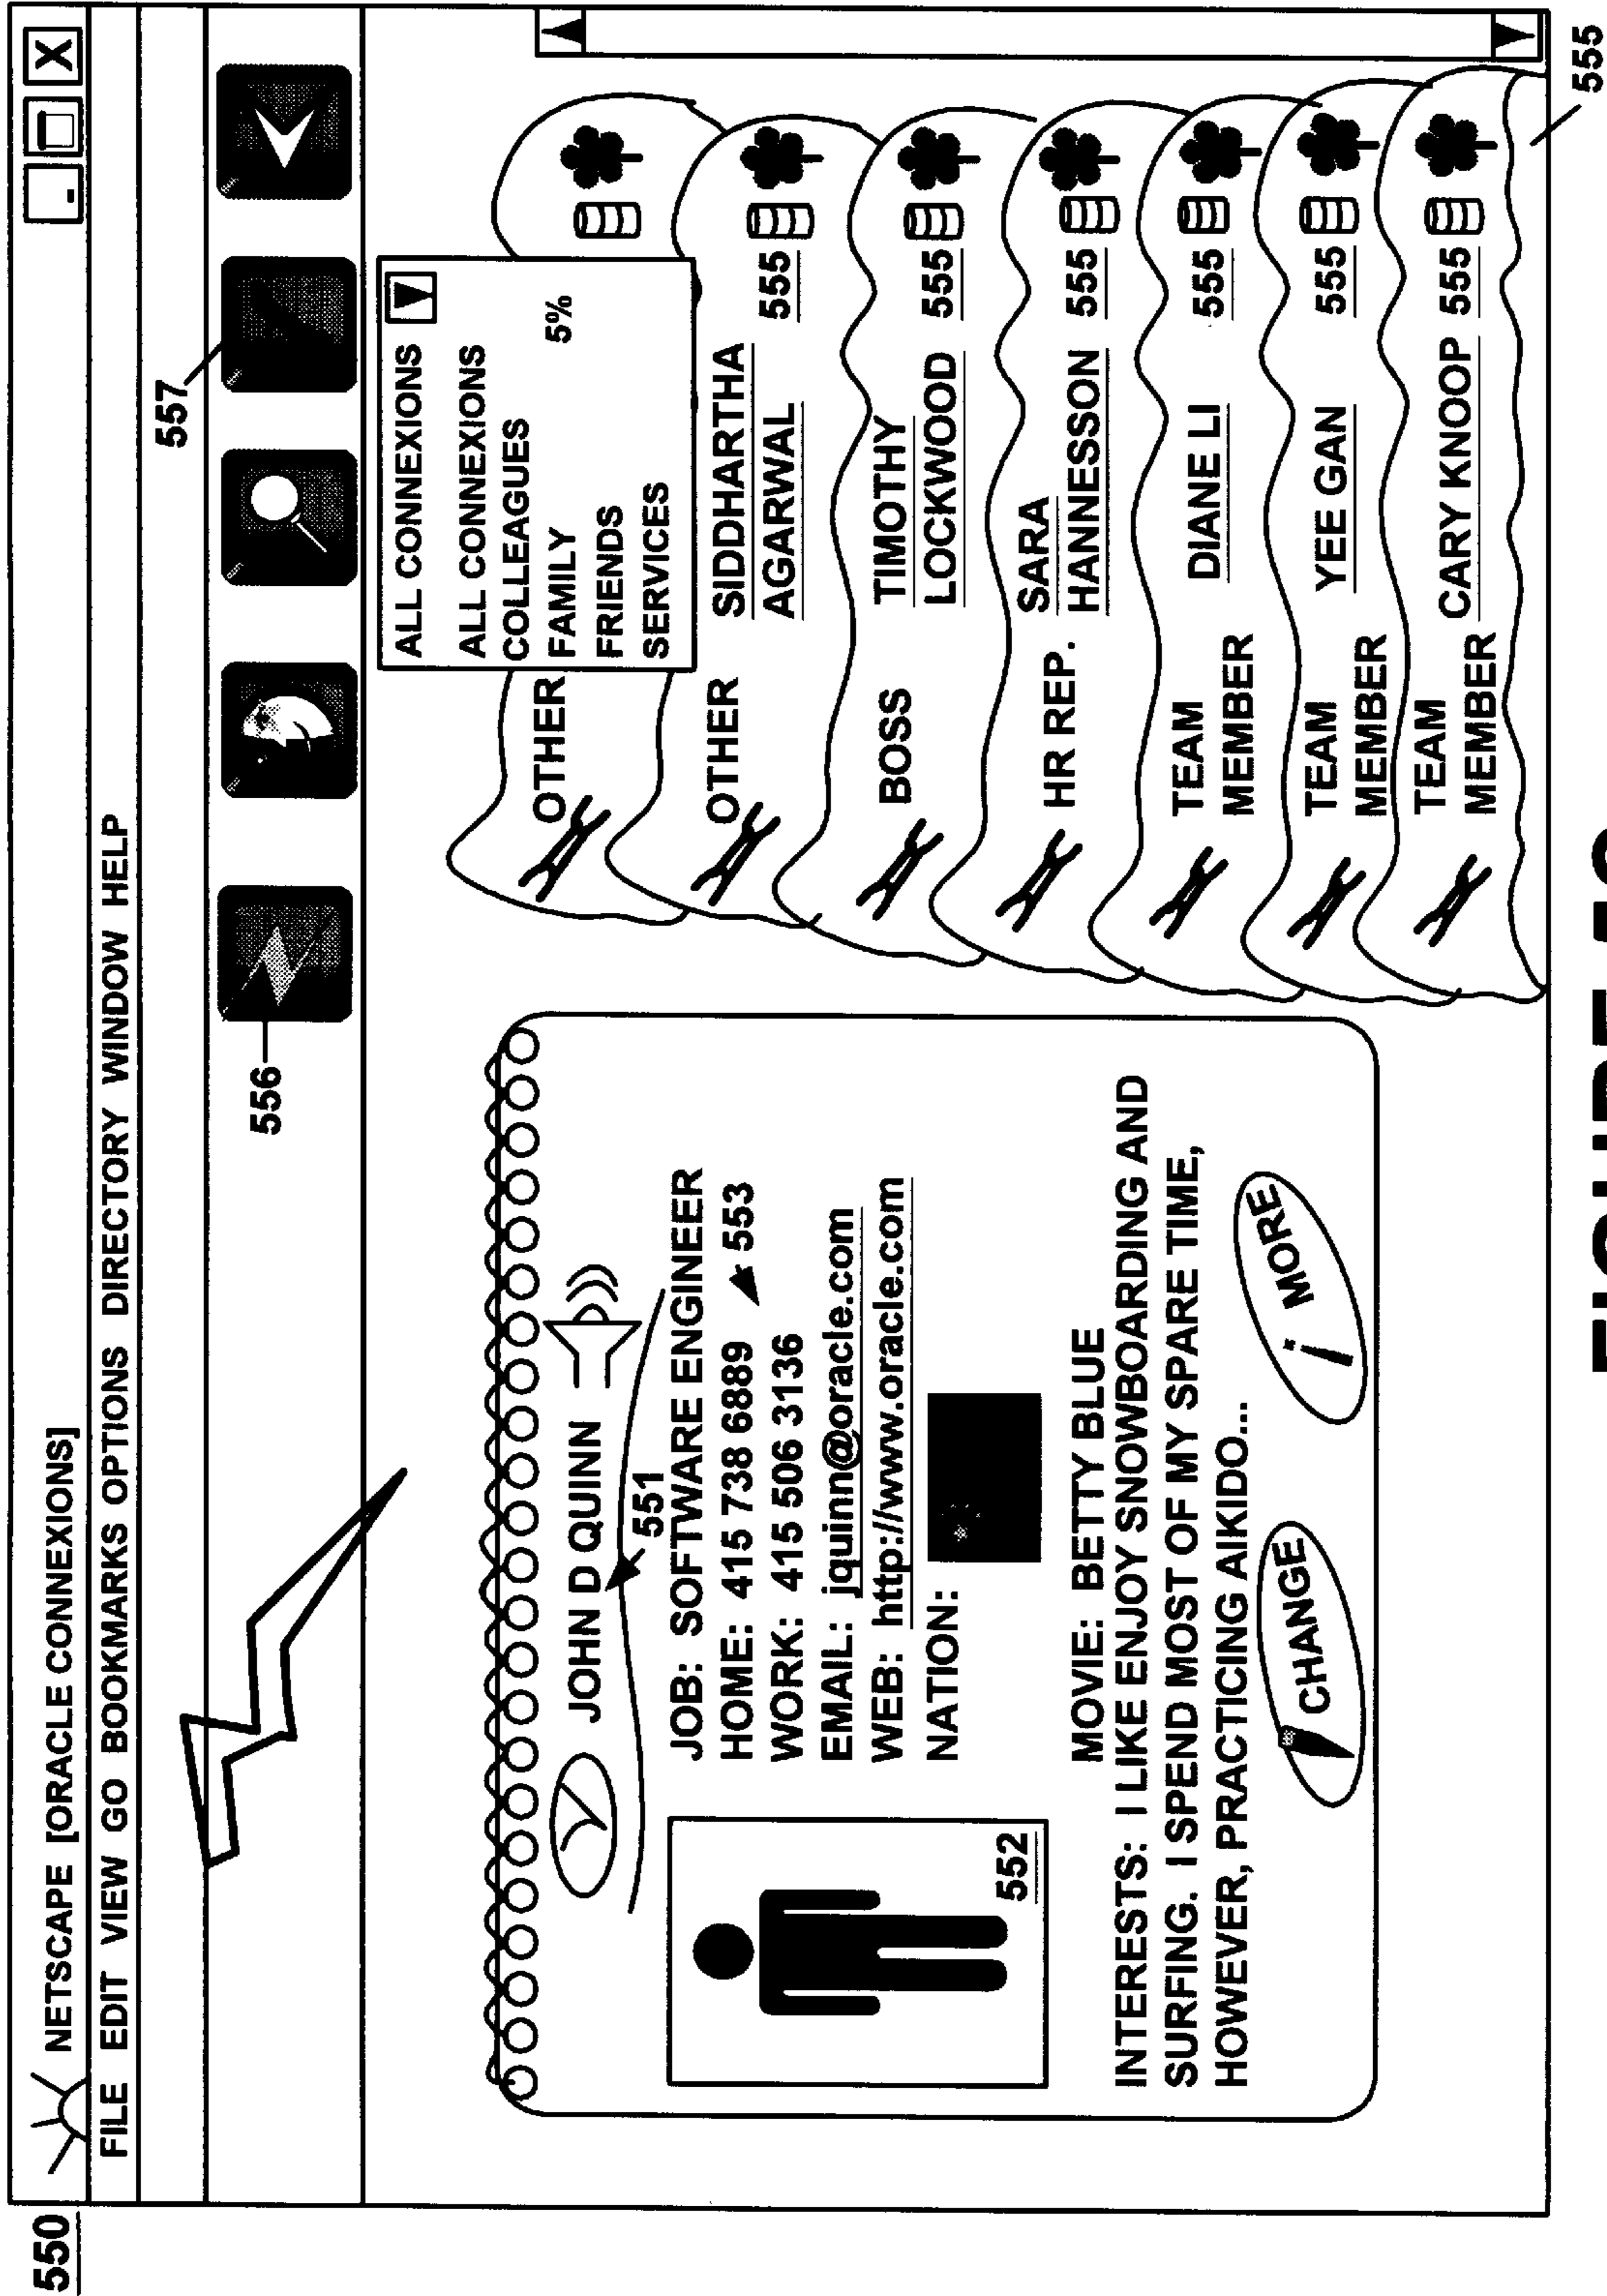 550
NETSCAPE [ORACLE CONNEXIONS]
X
FILE EDIT VIEW GO BOOKMARKS OPTIONS DIRECTORY WINDOW HELP
557
556
JOHN D QUINN
551
JOB: SOFTWARE ENGINEER
HOME: 415 738 6889
553
WORK: 415 506 3136
EMAIL: jquinn@oracle.com
WEB: http://www.oracle.com
NATION:
552
MOVIE: BETTY BLUE
INTERESTS: I LIKE ENJOY SNOWBOARDING AND
SURFING. I SPEND MOST OF MY SPARE TIME,
HOWEVER, PRACTICING AIKIDO...
CHANGE
i MORE
ALL CONNEXIONS
ALL CONNEXIONS
COLLEAGUES
FAMILY 5%
FRIENDS
SERVICES
OTHER
OTHER SIDDHARTHA
AGARWAL 555
BOSS TIMOTHY
LOCKWOOD 555
HR REP. SARA
HANNESSON 555
TEAM
MEMBER DIANE LI 555
TEAM
MEMBER YEE GAN 555
TEAM
MEMBER CARY KNOOP 555
555